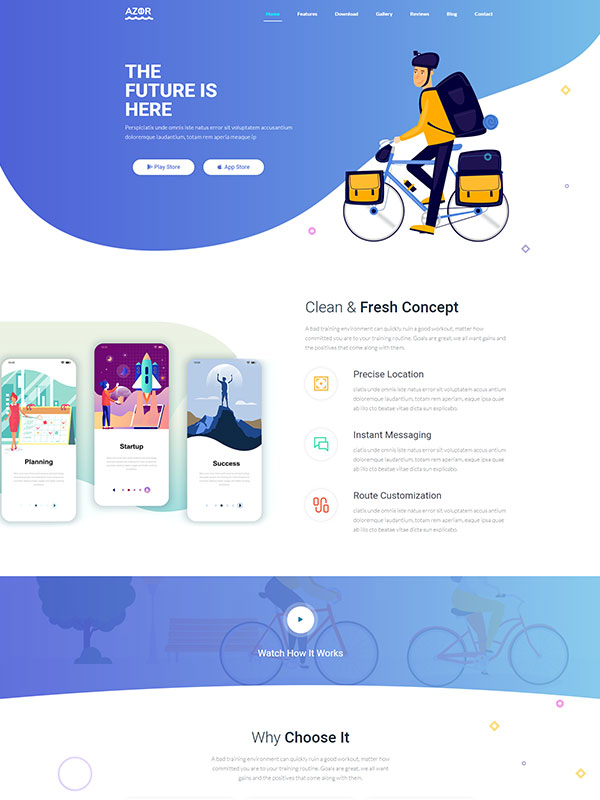 AZOR
Home Features Download Gallery Reviews Blog Contact
THE
FUTURE IS
HERE
Perspiciatis unde omnis iste natus error sit voluptatem accusantium
doloremque laudantium, totam rem aperia meaque ip
Play Store App Store
Clean & Fresh Concept
A bad training environment can quickly ruin a good workout, matter how
committed you are to your training routine. Goals are great, we all want gains and
the positives that come along with them.
Precise Location
ciatis unde omnis iste natus error sit voluptatem accus antium
doloremque laudantium, totam rem aperiam, eaque ipsa quae
ab illo cto beatae vitae dicta sun explicabo.
Instant Messaging
ciatis unde omnis iste natus error sit voluptatem accus antium
doloremque laudantium, totam rem aperiam, eaque ipsa quae
ab illo cto beatae vitae dicta sun explicabo.
Route Customization
ciatis unde omnis iste natus error sit voluptatem accus antium
doloremque laudantium, totam rem aperiam, eaque ipsa quae
ab illo cto beatae vitae dicta sun explicabo.
Planning
Startup
Success
Watch How It Works
Why Choose It
A bad training environment can quickly ruin a good workout, matter how
committed you are to your training routine. Goals are great, we all want
gains and the positives that come along with them.